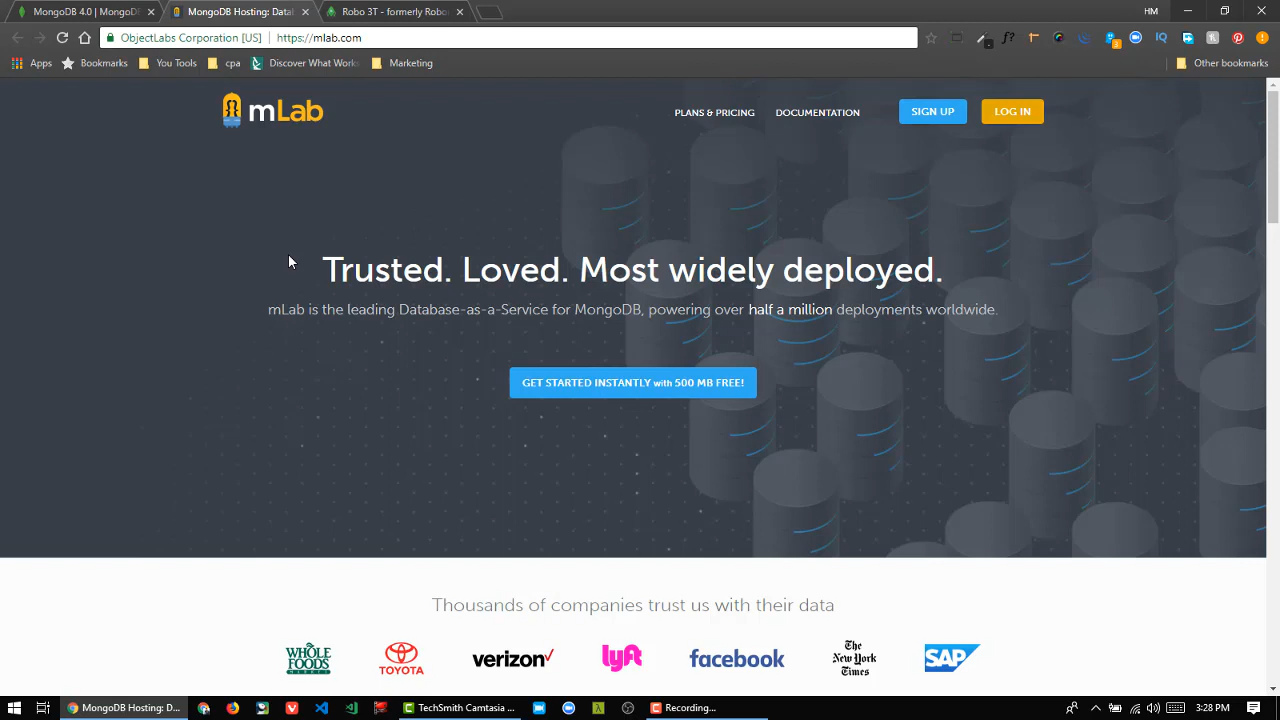 MongoDB 4.0 | MongoD
MongoDB Hosting: Datab
Robo 3T - formerly Robo
HM
ObjectLabs Corporation [US]
https://mlab.com
Apps
Bookmarks
You Tools
cpa
Discover What Works
Marketing
Other bookmarks
mLab
PLANS & PRICING
DOCUMENTATION
SIGN UP
LOG IN
Trusted. Loved. Most widely deployed.
mLab is the leading Database-as-a-Service for MongoDB, powering over half a million deployments worldwide.
GET STARTED INSTANTLY with 500 MB FREE!
Thousands of companies trust us with their data
WHOLE
FOODS
MARKET
TOYOTA
verizon
lyft
facebook
The
New York
Times
SAP
MongoDB Hosting: D...
TechSmith Camtasia ...
Recording...
3:28 PM